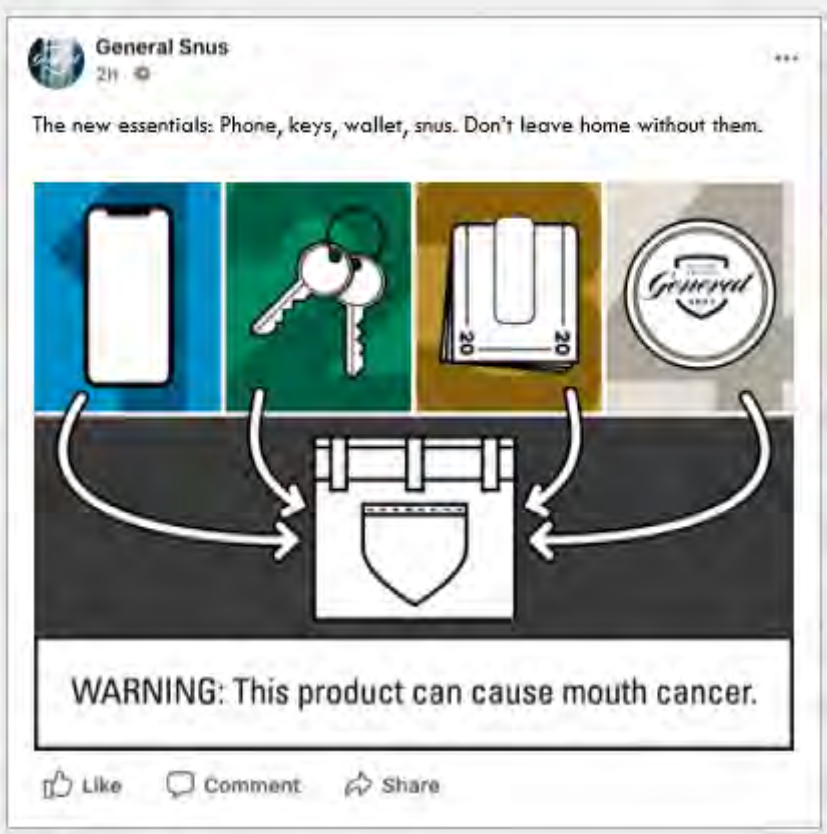 General Snus
2H
The new essentials: Phone, keys, wallet, snus. Don't leave home without them.
20 20
General
SNUS
WARNING: This product can cause mouth cancer.
Like Comment Share